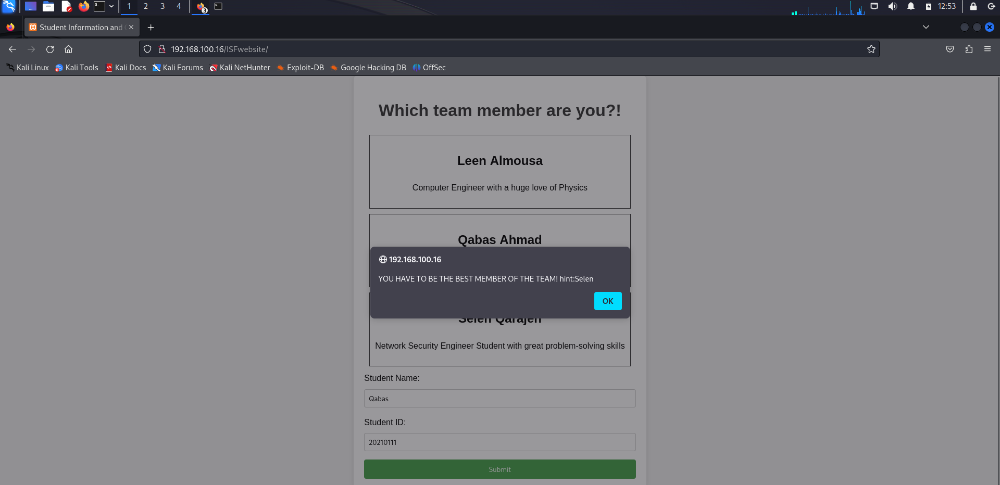 1 2 3 4 3 12:53
Student Information and
192.168.100.16/ISFwebsite/
Kali Linux Kali Tools Kali Docs Kali Forums Kali NetHunter Exploit-DB Google Hacking DB OffSec
Which team member are you?!
Leen Almousa
Computer Engineer with a huge love of Physics
Qabas Ahmad
192.168.100.16
YOU HAVE TO BE THE BEST MEMBER OF THE TEAM! hint:Selen
OK
Selen Qarajeh
Network Security Engineer Student with great problem-solving skills
Student Name:
Qabas
Student ID:
20210111
Submit